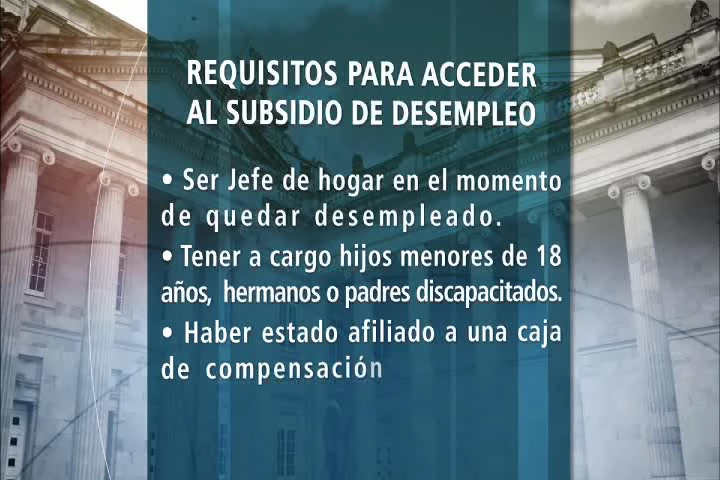 REQUISITOS PARA ACCEDER
AL SUBSIDIO DE DESEMPLEO
• Ser Jefe de hogar en el momento
de quedar desempleado.
• Tener a cargo hijos menores de 18
años, hermanos o padres discapacitados.
• Haber estado afiliado a una caja
de compensación